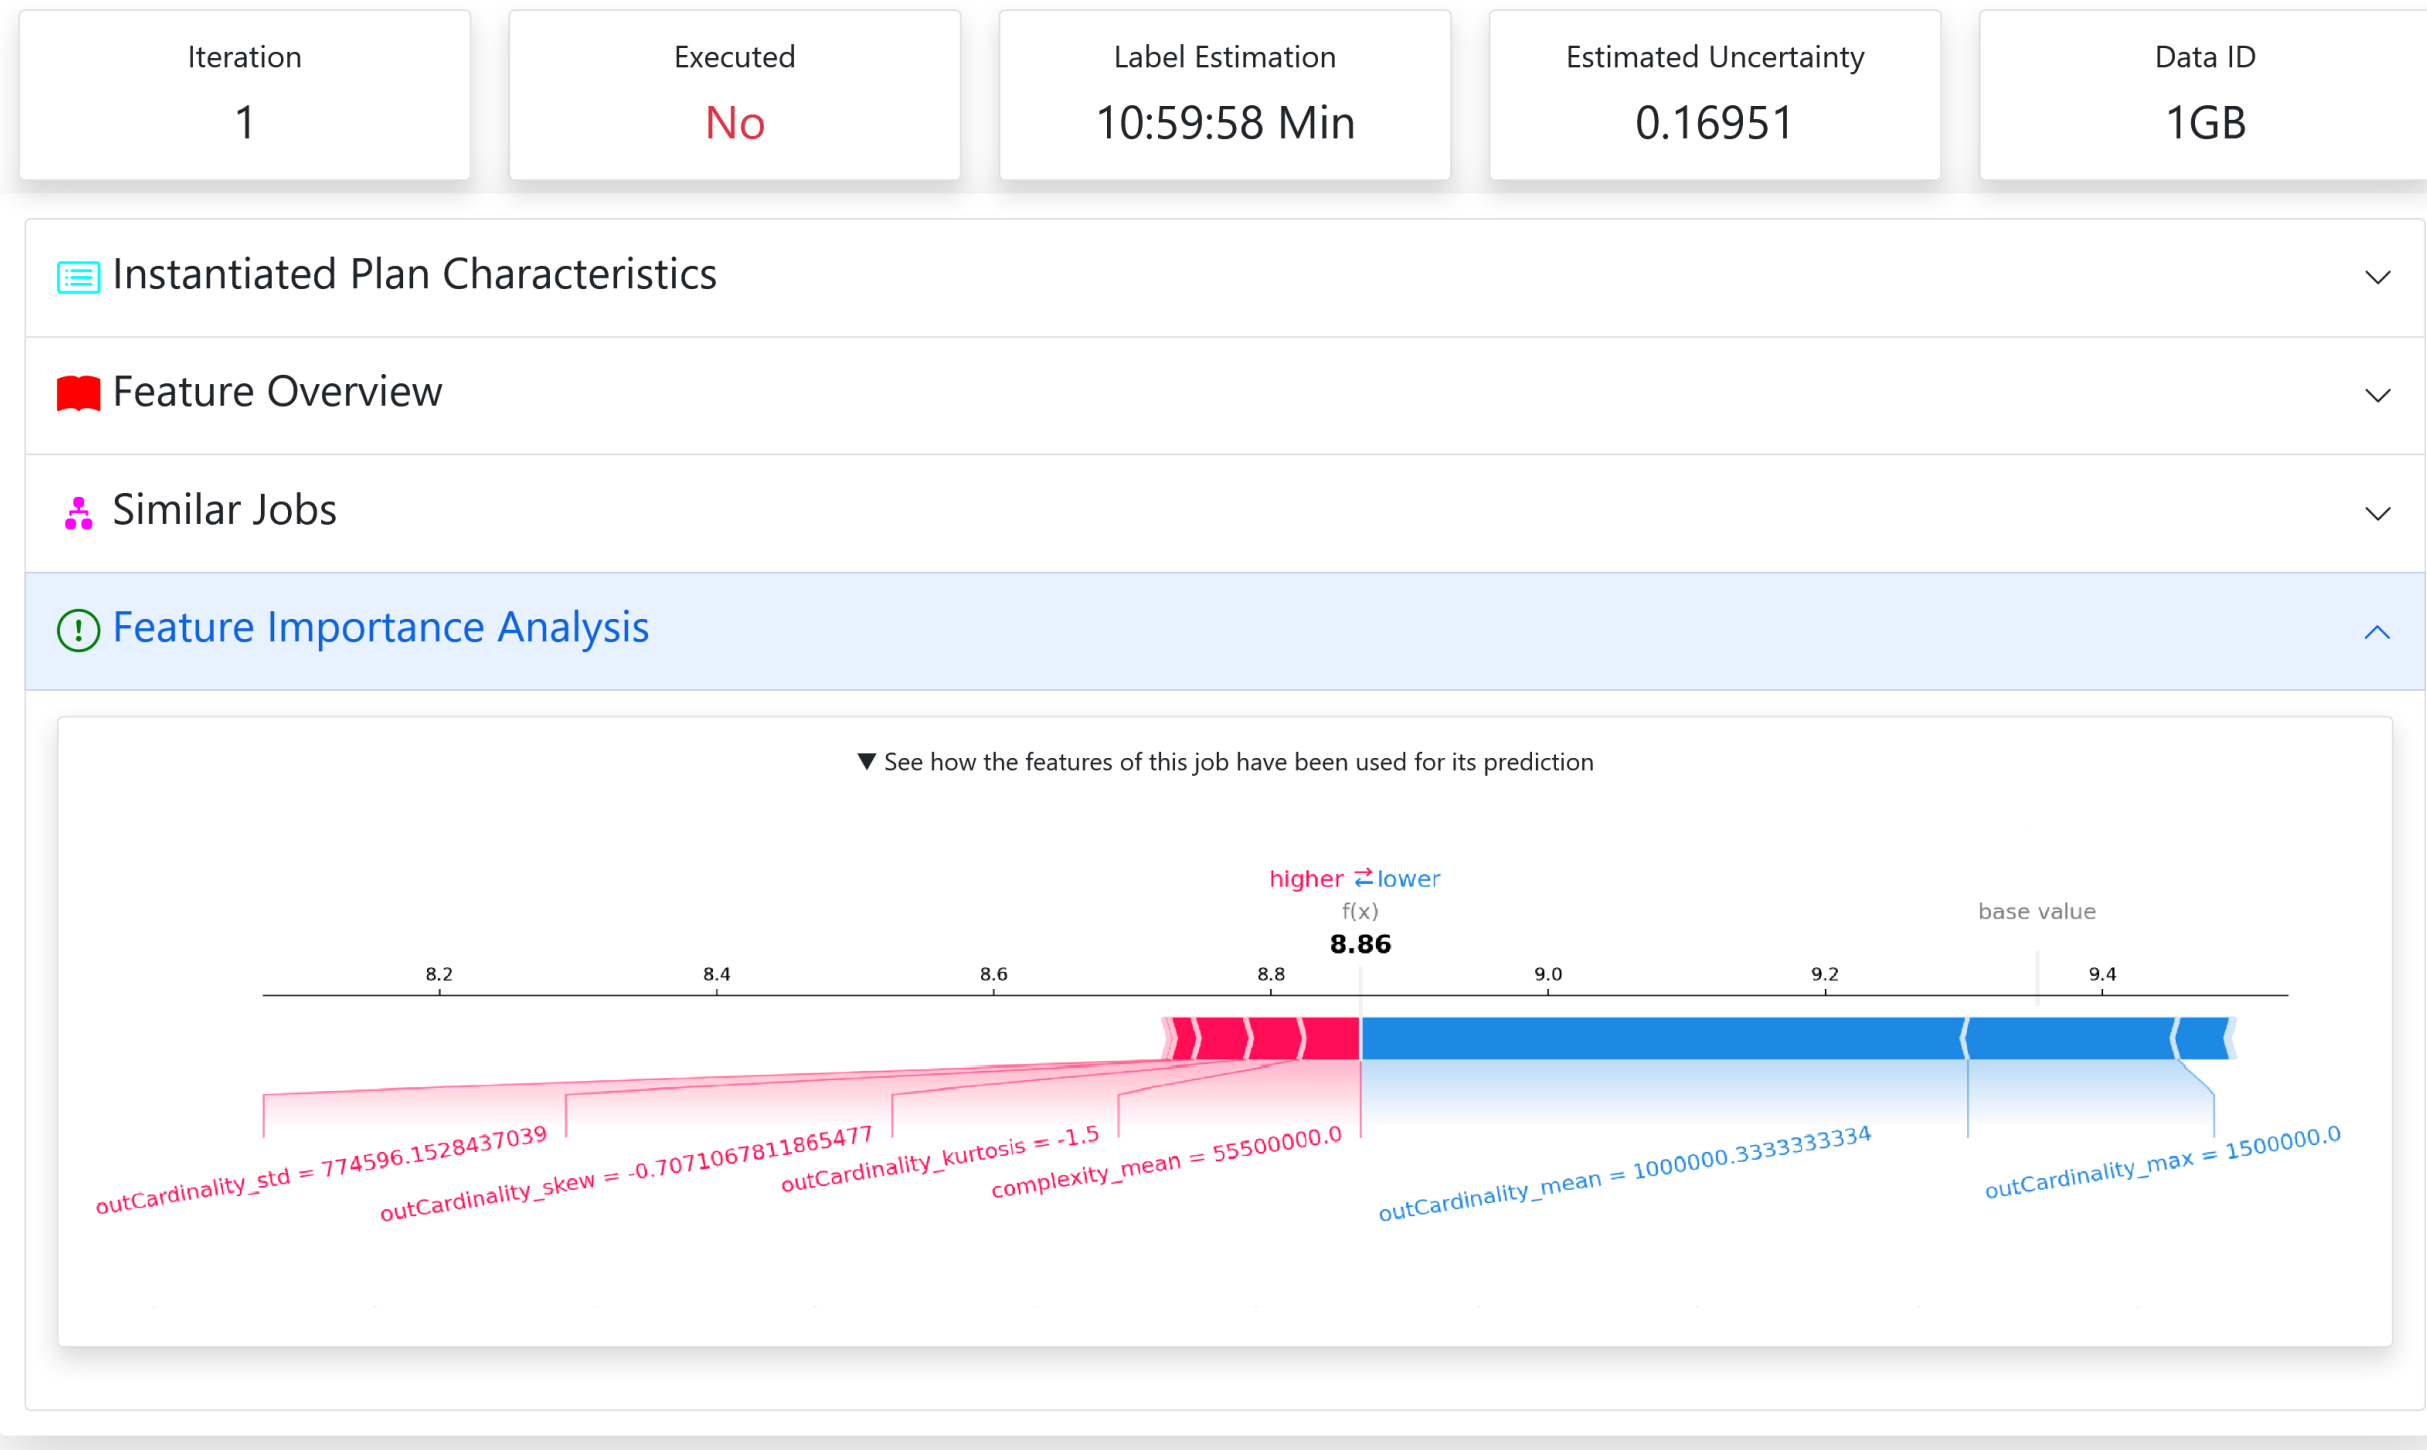 Iteration
1
Executed
No
Label Estimation
10:59:58 Min
Estimated Uncertainty
0.16951
Data ID
1GB
Instantiated Plan Characteristics
Feature Overview
Similar Jobs
Feature Importance Analysis
▼ See how the features of this job have been used for its prediction
higher ⇄ lower
f(x)
base value
8.86
8.2 8.4 8.6 8.8 9.0 9.2 9.4
outCardinality_std = 774596.1528437039
outCardinality_skew = -0.7071067811865477
outCardinality_kurtosis = -1.5
complexity_mean = 55500000.0
outCardinality_mean = 1000000.3333333334
outCardinality_max = 1500000.0